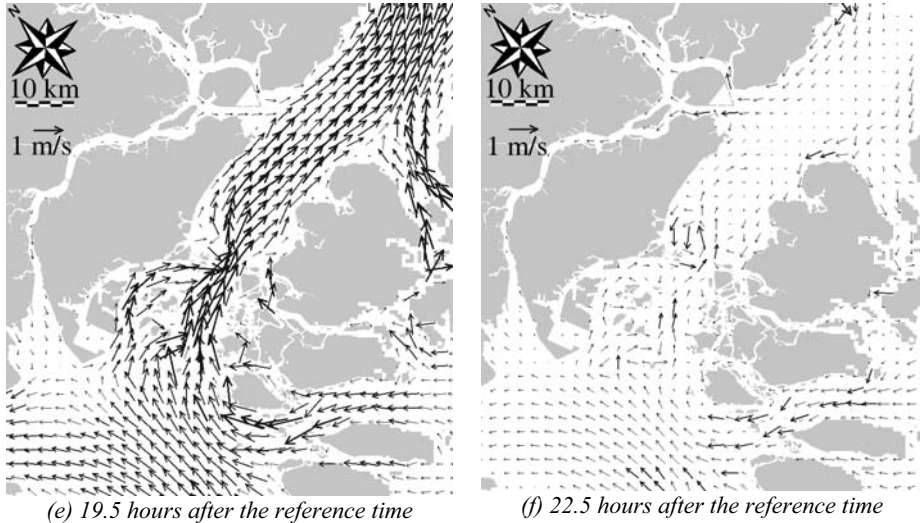 N
10 km
1 m/s
(e) 19.5 hours after the reference time
N
10 km
1 m/s
(f) 22.5 hours after the reference time